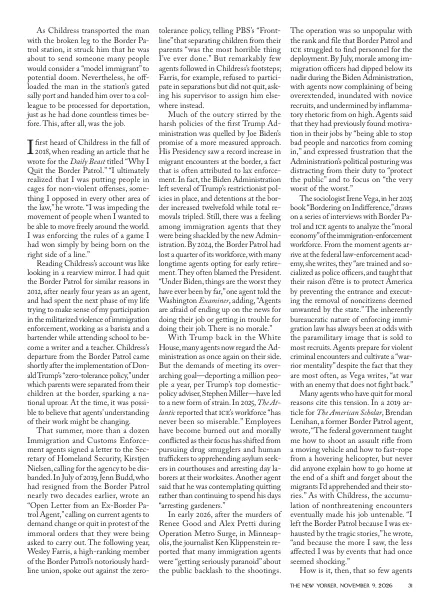 As Childress transported the man
with the broken leg to the Border Pa-
trol station, it struck him that he was
about to send someone many people
would consider a "model immigrant" to
potential doom. Nevertheless, he off-
loaded the man in the station's gated
sally port and handed him over to a col-
league to be processed for deportation,
just as he had done countless times be-
fore. This, after all, was the job.
I first heard of Childress in the fall of
2018, when reading an article that he
wrote for the Daily Beast titled "Why I
Quit the Border Patrol." "I ultimately
realized that I was putting people in
cages for non-violent offenses, some-
thing I opposed in every other area of
the law," he wrote. "I was impeding the
movement of people when I wanted to
be able to move freely around the world.
I was enforcing the rules of a game I
had won simply by being born on the
right side of a line."
Reading Childress's account was like
looking in a rearview mirror. I had quit
the Border Patrol for similar reasons in
2012, after nearly four years as an agent,
and had spent the next phase of my life
trying to make sense of my participation
in the militarized violence of immigration
enforcement, working as a barista and a
bartender while attending school to be-
come a writer and a teacher. Childress's
departure from the Border Patrol came
shortly after the implementation of Don-
ald Trump's "zero-tolerance policy," under
which parents were separated from their
children at the border, sparking a na-
tional uproar. At the time, it was possi-
ble to believe that agents' understanding
of their work might be changing.
That summer, more than a dozen
Immigration and Customs Enforce-
ment agents signed a letter to the Sec-
retary of Homeland Security, Kirstjen
Nielsen, calling for the agency to be dis-
banded. In July of 2019, Jenn Budd, who
had resigned from the Border Patrol
nearly two decades earlier, wrote an
"Open Letter from an Ex-Border Pa-
trol Agent," calling on current agents to
demand change or quit in protest of the
immoral orders that they were being
asked to carry out. The following year,
Wesley Farris, a high-ranking member
of the Border Patrol's notoriously hard-
line union, spoke out against the zero-
tolerance policy, telling PBS's "Front-
line" that separating children from their
parents "was the most horrible thing
I've ever done." But remarkably few
agents followed in Childress's footsteps;
Farris, for example, refused to partici-
pate in separations but did not quit, ask-
ing his supervisor to assign him else-
where instead.
Much of the outcry stirred by the
harsh policies of the first Trump Ad-
ministration was quelled by Joe Biden's
promise of a more measured approach.
His Presidency saw a record increase in
migrant encounters at the border, a fact
that is often attributed to lax enforce-
ment. In fact, the Biden Administration
left several of Trump's restrictionist pol-
icies in place, and detentions at the bor-
der increased twelvefold while total re-
movals tripled. Still, there was a feeling
among immigration agents that they
were being shackled by the new Admin-
istration. By 2024, the Border Patrol had
lost a quarter of its workforce, with many
longtime agents opting for early retire-
ment. They often blamed the President.
"Under Biden, things are the worst they
have ever been by far," one agent told the
Washington Examiner, adding, "Agents
are afraid of ending up on the news for
doing their job or getting in trouble for
doing their job. There is no morale."
With Trump back in the White
House, many agents now regard the Ad-
ministration as once again on their side.
But the demands of meeting its over-
arching goal—deporting a million peo-
ple a year, per Trump's top domestic-
policy adviser, Stephen Miller—have led
to a new form of strain. In 2025, The At-
lantic reported that ICE's workforce "has
never been so miserable." Employees
have become burned out and morally
conflicted as their focus has shifted from
pursuing drug smugglers and human
traffickers to apprehending asylum seek-
ers in courthouses and arresting day la-
borers at their worksites. Another agent
said that he was contemplating quitting
rather than continuing to spend his days
"arresting gardeners."
In early 2026, after the murders of
Renee Good and Alex Pretti during
Operation Metro Surge, in Minneap-
olis, the journalist Ken Klippenstein re-
ported that many immigration agents
were "getting seriously paranoid" about
the public backlash to the shootings.
The operation was so unpopular with
the rank and file that Border Patrol and
ICE struggled to find personnel for the
deployment. By July, morale among im-
migration officers had dipped below its
nadir during the Biden Administration,
with agents now complaining of being
overextended, inundated with novice
recruits, and undermined by inflamma-
tory rhetoric from on high. Agents said
that they had previously found motiva-
tion in their jobs by "being able to stop
bad people and narcotics from coming
in," and expressed frustration that the
Administration's political posturing was
distracting from their duty to "protect
the public" and to focus on "the very
worst of the worst."
The sociologist Irene Vega, in her 2025
book "Bordering on Indifference," draws
on a series of interviews with Border Pa-
trol and ICE agents to analyze the "moral
economy" of the immigration-enforcement
workforce. From the moment agents ar-
rive at the federal law-enforcement acad-
emy, she writes, they "are trained and so-
cialized as police officers, and taught that
their raison d'être is to protect America
by preventing the entrance and execut-
ing the removal of noncitizens deemed
unwanted by the state." The inherently
bureaucratic nature of enforcing immi-
gration law has always been at odds with
the paramilitary image that is sold to
most recruits. Agents prepare for violent
criminal encounters and cultivate a "war-
rior mentality" despite the fact that they
are most often, as Vega writes, "at war
with an enemy that does not fight back."
Many agents who quit for moral
reasons cite this tension. In a 2019 ar-
ticle for The American Scholar, Brendan
Lenihan, a former Border Patrol agent,
wrote, "The federal government taught
me how to shoot an assault rifle from
a moving vehicle and how to fast-rope
from a hovering helicopter, but never
did anyone explain how to go home at
the end of a shift and forget about the
migrants I'd apprehended and their sto-
ries." As with Childress, the accumu-
lation of nonthreatening encounters
eventually made his job untenable. "I
left the Border Patrol because I was ex-
hausted by the tragic stories," he wrote,
"and because the more I saw, the less
affected I was by events that had once
seemed shocking."
How is it, then, that so few agents
THE NEW YORKER, NOVEMBER 9, 2026 31